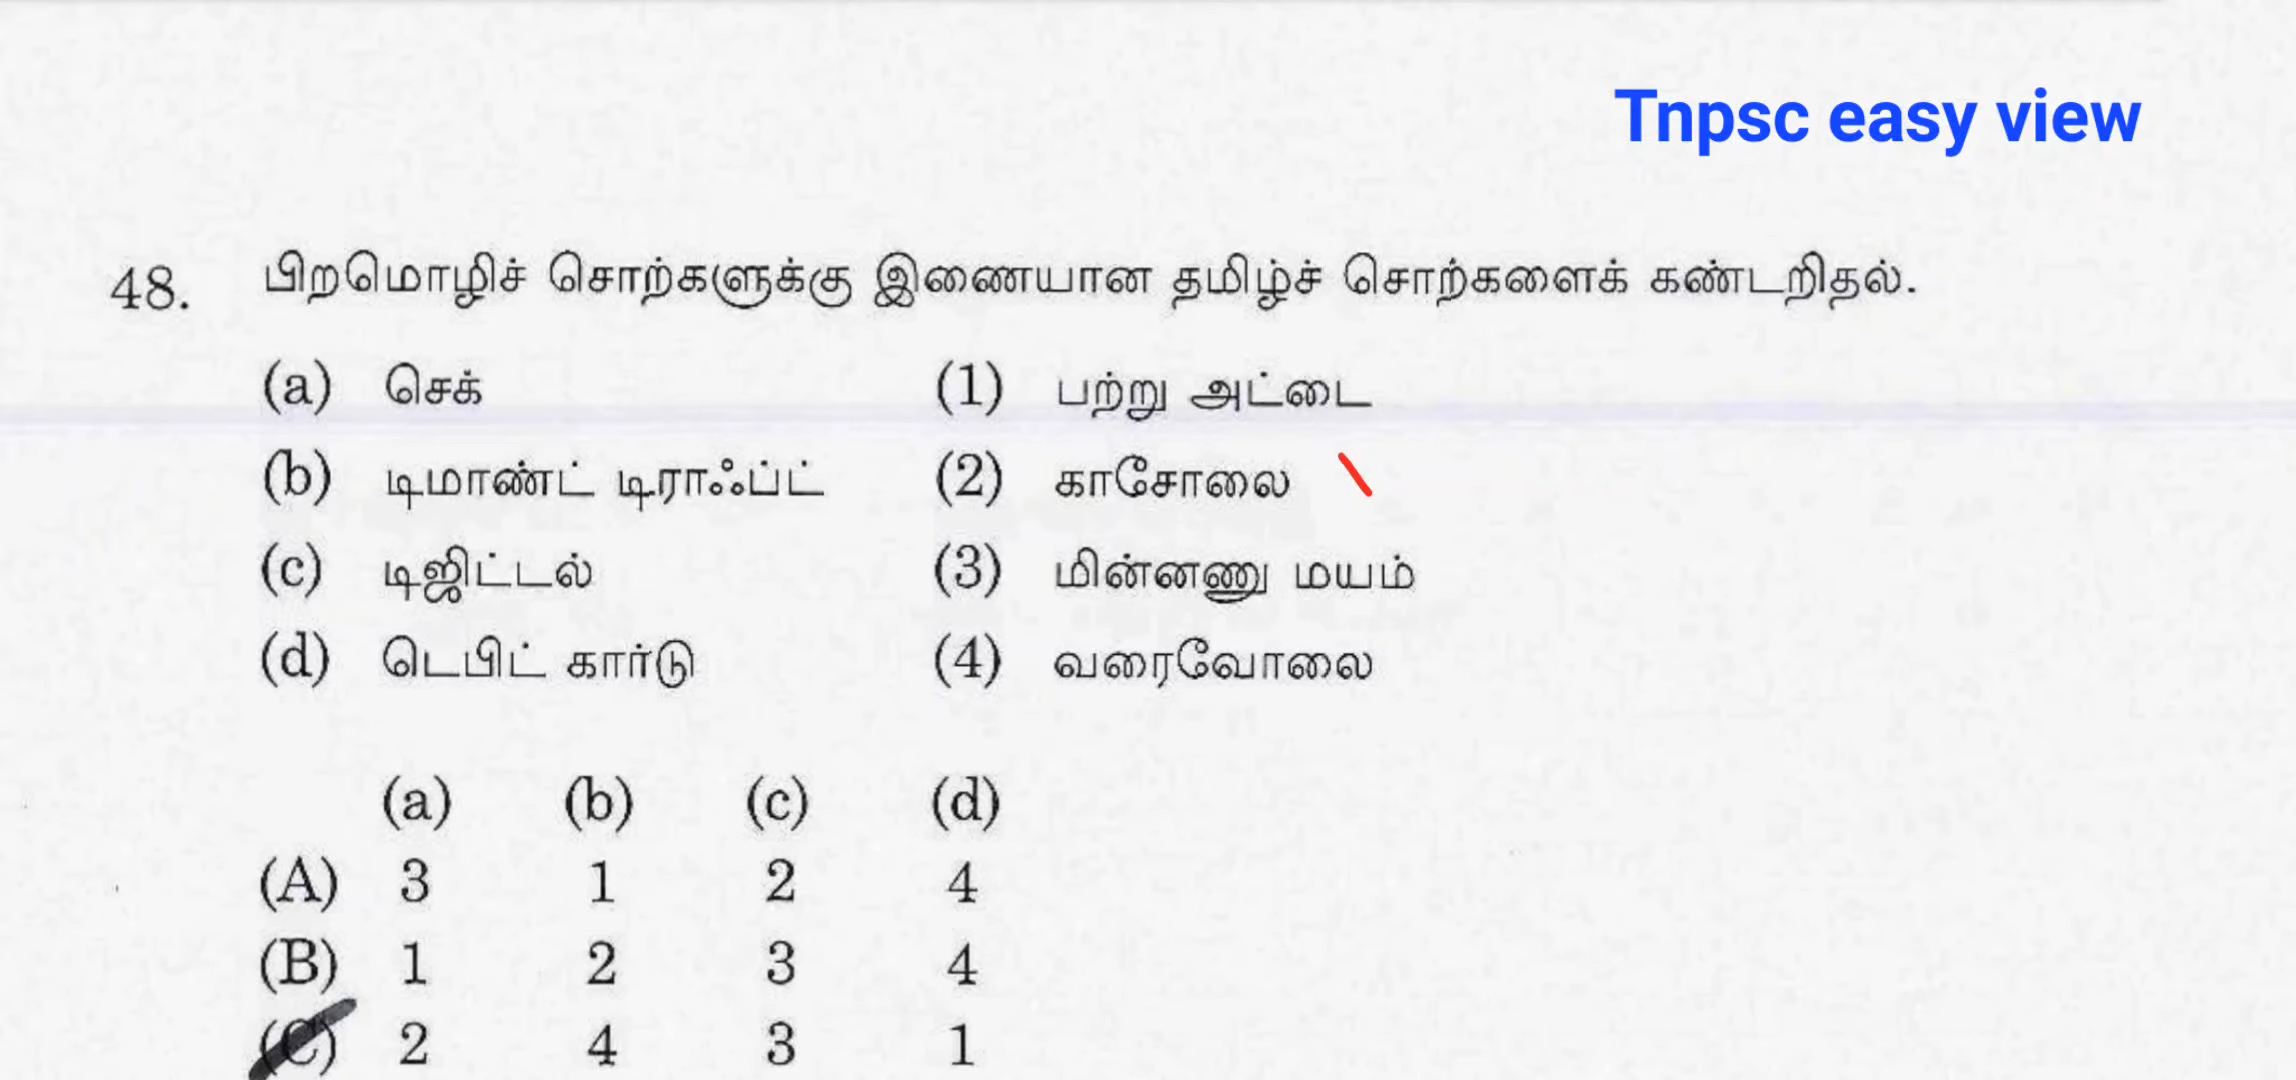 Tnpsc easy view
48. பிறமொழிச் சொற்களுக்கு இணையான தமிழ்ச் சொற்களைக் கண்டறிதல்.
(a) செக் (1) பற்று அட்டை
(b) டிமாண்ட் டிராஃப்ட் (2) காசோலை
(c) டிஜிட்டல் (3) மின்னணு மயம்
(d) டெபிட் கார்டு (4) வரைவோலை
(a) (b) (c) (d)
(A) 3 1 2 4
(B) 1 2 3 4
(C) 2 4 3 1